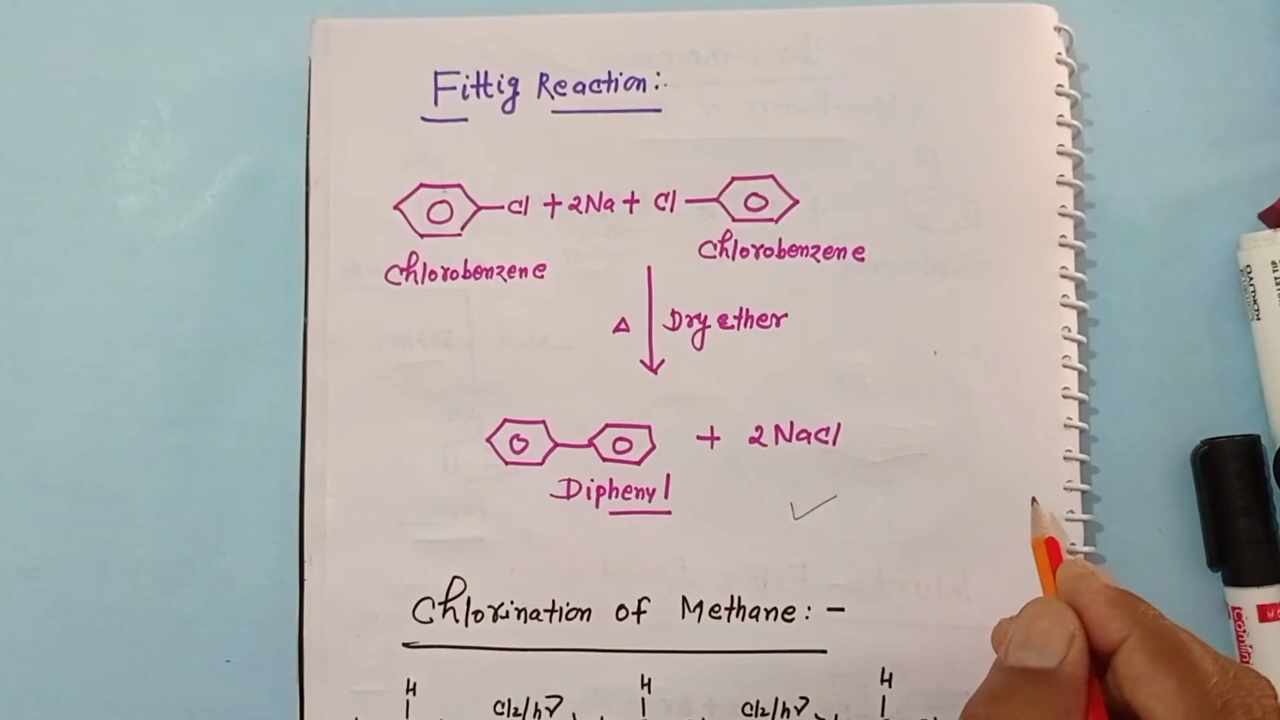 Fittig Reaction:
Cl + 2Na + Cl
Chlorobenzene
Chlorobenzene
Δ Dry ether
+ 2NaCl
Diphenyl
Chlorination of Methane: -
H H H
Cl2/hν Cl2/hν